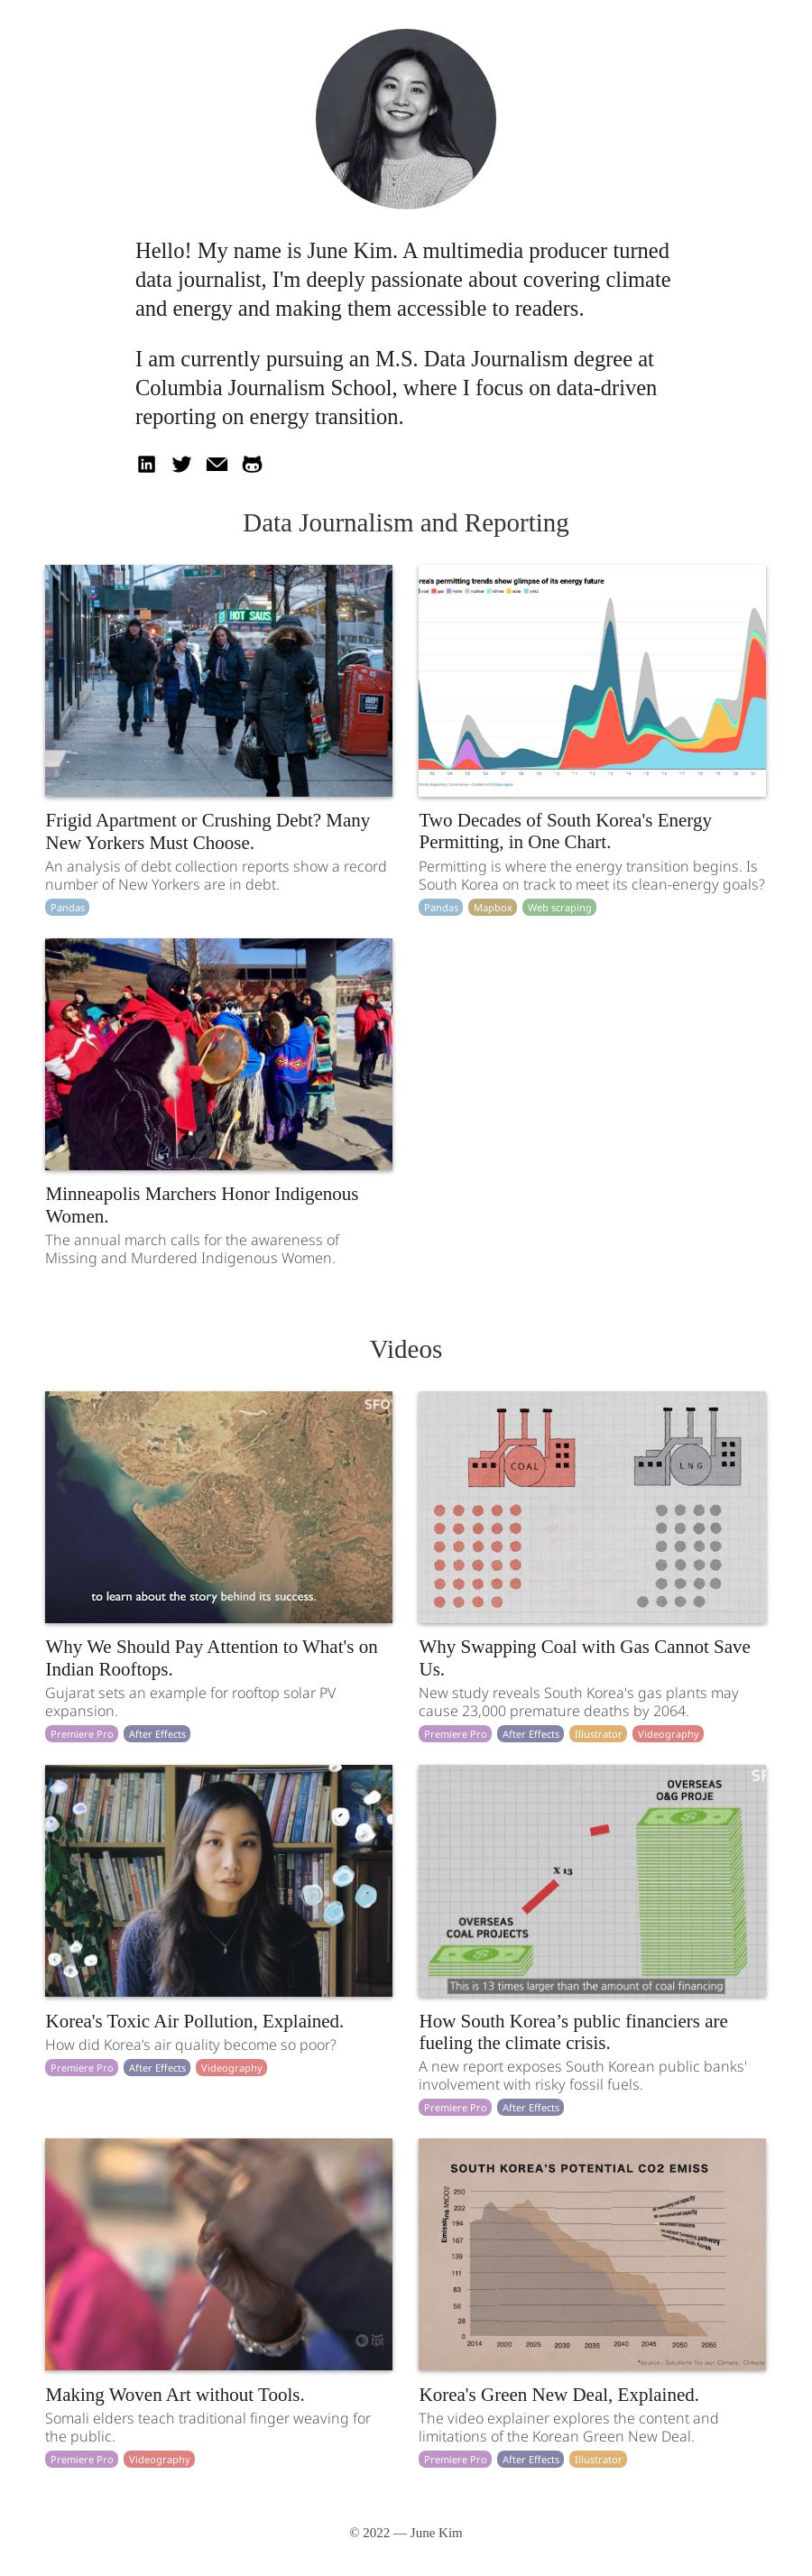 Hello! My name is June Kim. A multimedia producer turned
data journalist, I'm deeply passionate about covering climate
and energy and making them accessible to readers.
I am currently pursuing an M.S. Data Journalism degree at
Columbia Journalism School, where I focus on data-driven
reporting on energy transition.
Data Journalism and Reporting
HOT SAUS
rea's permitting trends show glimpse of its energy future
Frigid Apartment or Crushing Debt? Many
New Yorkers Must Choose.
An analysis of debt collection reports show a record
number of New Yorkers are in debt.
Pandas
Two Decades of South Korea's Energy
Permitting, in One Chart.
Permitting is where the energy transition begins. Is
South Korea on track to meet its clean-energy goals?
Pandas Mapbox Web scraping
Minneapolis Marchers Honor Indigenous
Women.
The annual march calls for the awareness of
Missing and Murdered Indigenous Women.
Videos
SFO
to learn about the story behind its success.
COAL LNG
Why We Should Pay Attention to What's on
Indian Rooftops.
Gujarat sets an example for rooftop solar PV
expansion.
Premiere Pro After Effects
Why Swapping Coal with Gas Cannot Save
Us.
New study reveals South Korea's gas plants may
cause 23,000 premature deaths by 2064.
Premiere Pro After Effects Illustrator Videography
OVERSEAS
O&G PROJE
X 13
OVERSEAS
COAL PROJECTS
This is 13 times larger than the amount of coal financing
Korea's Toxic Air Pollution, Explained.
How did Korea’s air quality become so poor?
Premiere Pro After Effects Videography
How South Korea’s public financiers are
fueling the climate crisis.
A new report exposes South Korean public banks'
involvement with risky fossil fuels.
Premiere Pro After Effects
SOUTH KOREA'S POTENTIAL CO2 EMISS
Emissions MtCO2
250
222
194
167
139
111
83
56
28
0
2014 2020 2025 2030 2035 2040 2045 2050 2055
*source: Solutions for our Climate, Climate
Making Woven Art without Tools.
Somali elders teach traditional finger weaving for
the public.
Premiere Pro Videography
Korea's Green New Deal, Explained.
The video explainer explores the content and
limitations of the Korean Green New Deal.
Premiere Pro After Effects Illustrator
© 2022 — June Kim